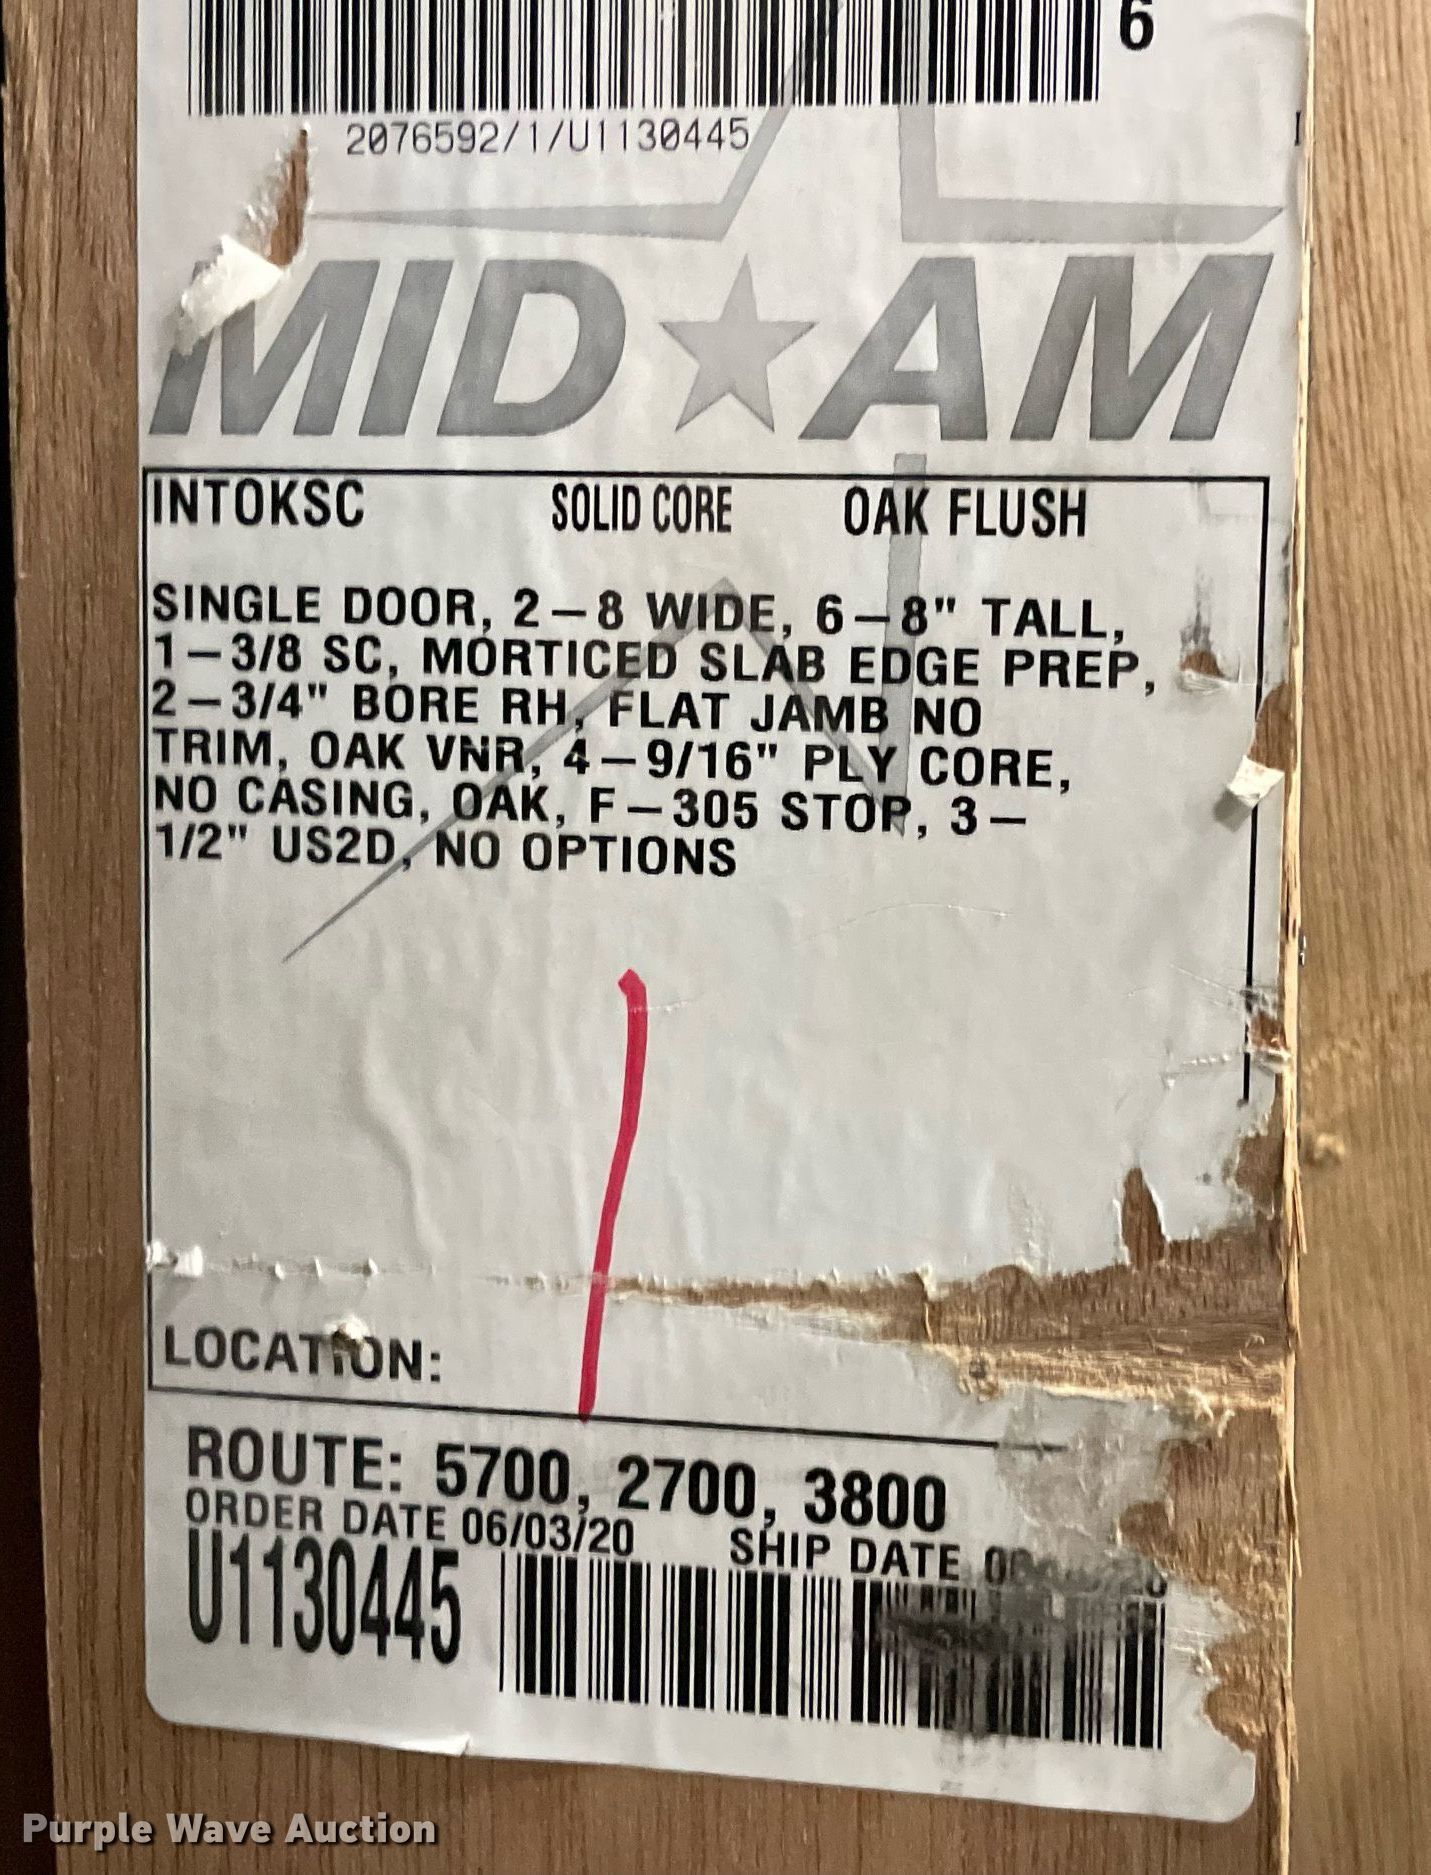 6
2076592/1/U1130445
MID★AM
INTOKSC SOLID CORE OAK FLUSH
SINGLE DOOR, 2-8 WIDE, 6-8" TALL,
1-3/8 SC, MORTICED SLAB EDGE PREP,
2-3/4" BORE RH, FLAT JAMB NO
TRIM, OAK VNR, 4-9/16" PLY CORE,
NO CASING, OAK, F-305 STOP, 3-
1/2" US2D, NO OPTIONS
LOCATION:
ROUTE: 5700, 2700, 3800
ORDER DATE 06/03/20 SHIP DATE
U1130445
Purple Wave Auction